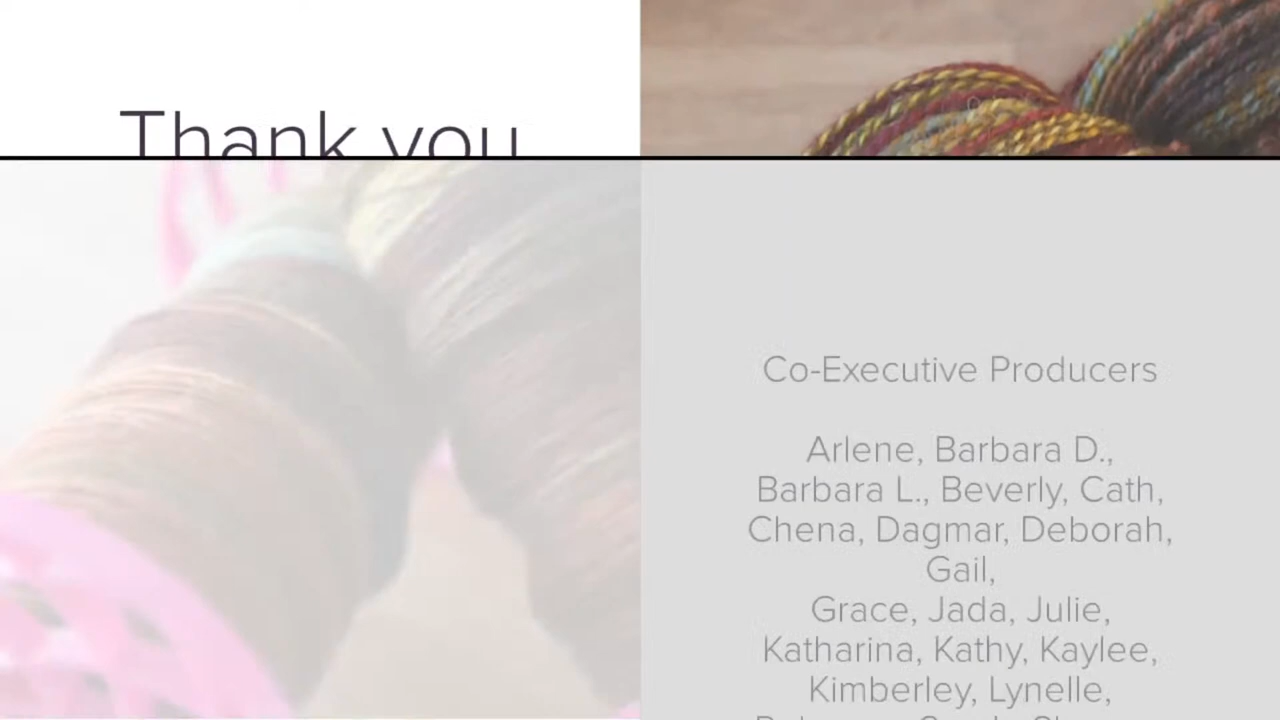 Thank you
Co-Executive Producers
Arlene, Barbara D.,
Barbara L., Beverly, Cath,
Chena, Dagmar, Deborah,
Gail,
Grace, Jada, Julie,
Katharina, Kathy, Kaylee,
Kimberley, Lynelle,